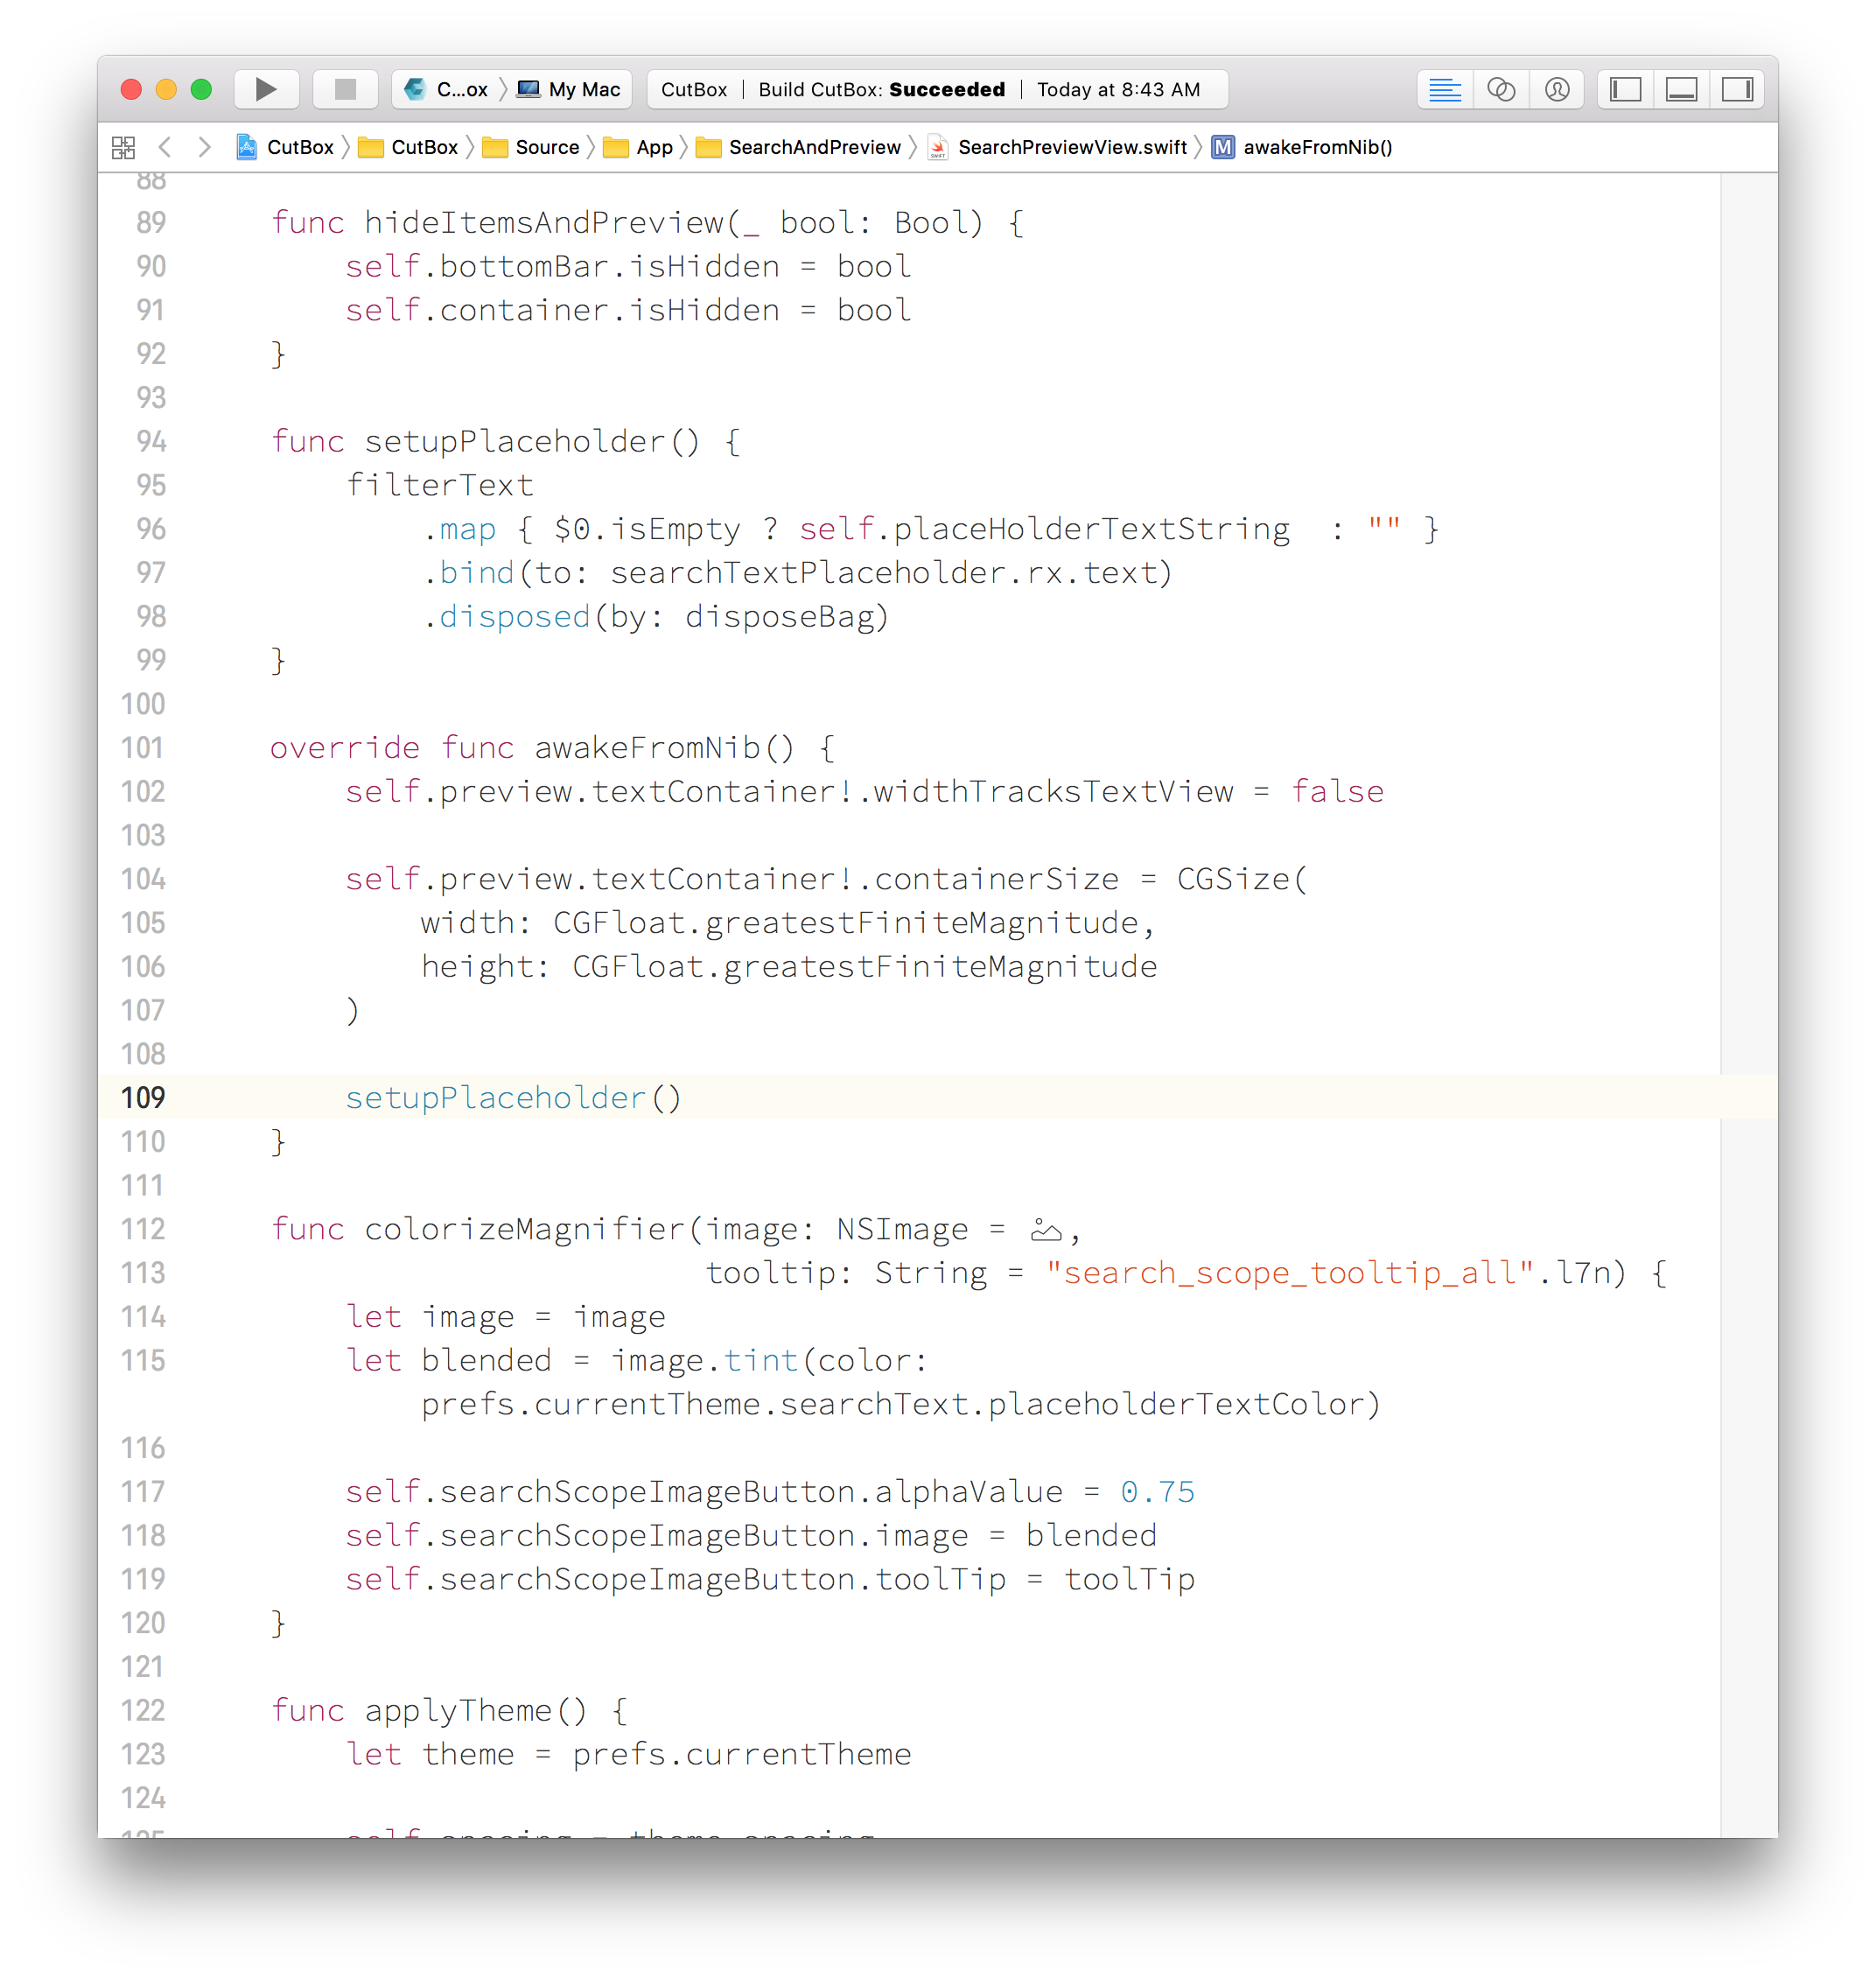 C...ox My Mac CutBox | Build CutBox: Succeeded | Today at 8:43 AM
CutBox CutBox Source App SearchAndPreview SearchPreviewView.swift M awakeFromNib()
88
89 func hideItemsAndPreview(_ bool: Bool) {
90 self.bottomBar.isHidden = bool
91 self.container.isHidden = bool
92 }
93
94 func setupPlaceholder() {
95 filterText
96 .map { $0.isEmpty ? self.placeHolderTextString  : "" }
97 .bind(to: searchTextPlaceholder.rx.text)
98 .disposed(by: disposeBag)
99 }
100
101 override func awakeFromNib() {
102 self.preview.textContainer!.widthTracksTextView = false
103
104 self.preview.textContainer!.containerSize = CGSize(
105 width: CGFloat.greatestFiniteMagnitude,
106 height: CGFloat.greatestFiniteMagnitude
107 )
108
109 setupPlaceholder()
110 }
111
112 func colorizeMagnifier(image: NSImage = ,
113 tooltip: String = "search_scope_tooltip_all".l7n) {
114 let image = image
115 let blended = image.tint(color:
prefs.currentTheme.searchText.placeholderTextColor)
116
117 self.searchScopeImageButton.alphaValue = 0.75
118 self.searchScopeImageButton.image = blended
119 self.searchScopeImageButton.toolTip = toolTip
120 }
121
122 func applyTheme() {
123 let theme = prefs.currentTheme
124
125 self.spacing = theme.spacing